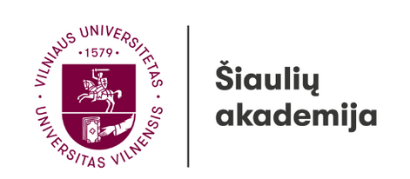 VILNIAUS UNIVERSITETAS
· 1579 ·
UNIVERSITAS VILNENSIS
Šiaulių
akademija